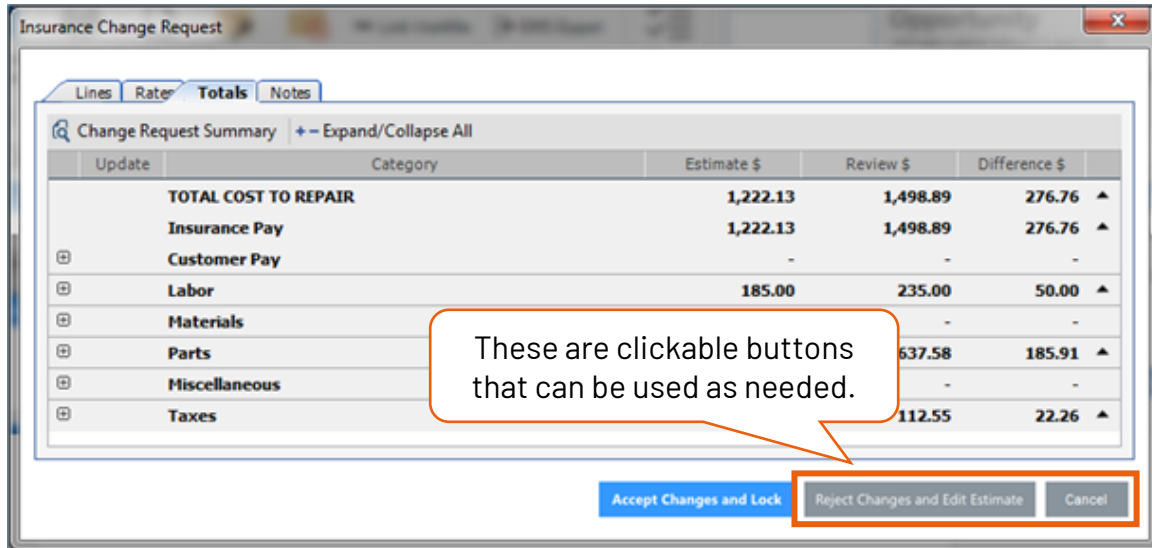 Insurance Change Request
Lines Rates Totals Notes
Change Request Summary +− Expand/Collapse All
Update Category Estimate $ Review $ Difference $
TOTAL COST TO REPAIR 1,222.13 1,498.89 276.76
Insurance Pay 1,222.13 1,498.89 276.76
Customer Pay - - -
Labor 185.00 235.00 50.00
Materials - -
Parts 637.58 185.91
Miscellaneous - -
Taxes 112.55 22.26
These are clickable buttons
that can be used as needed.
Accept Changes and Lock Reject Changes and Edit Estimate Cancel